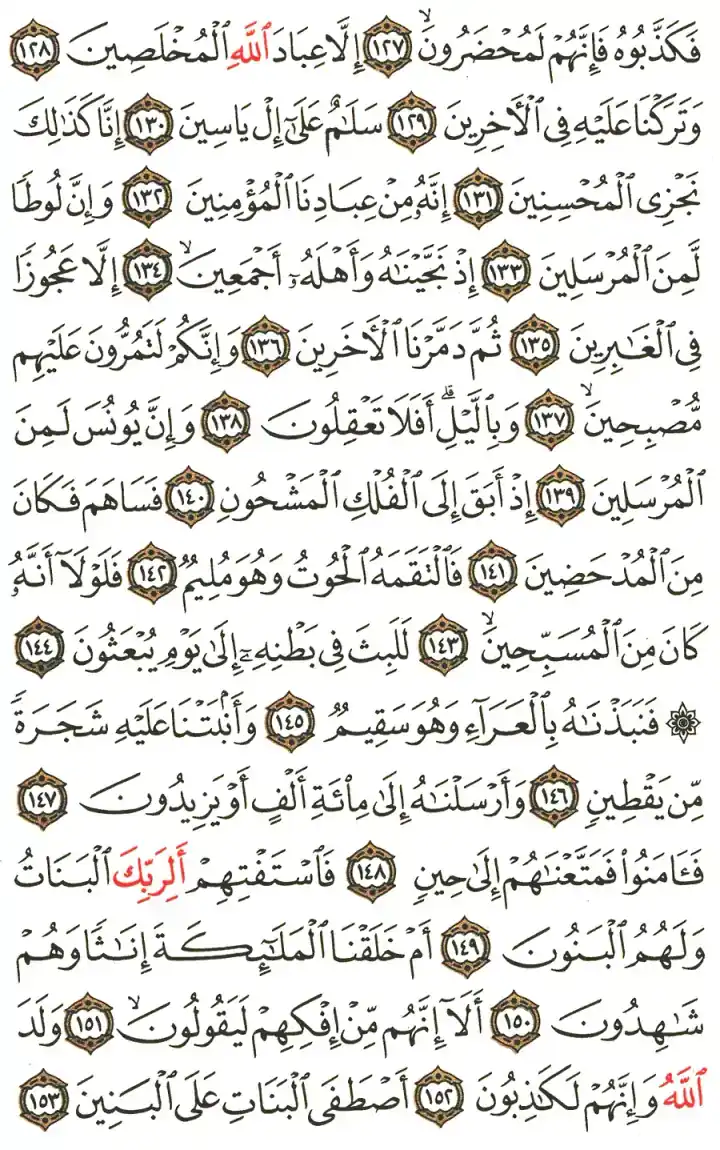 فَكَذَّبُوهُ فَإِنَّهُمْ لَمُحْضَرُونَ ۙ ١٢٧ إِلَّا عِبَادَ ٱللَّهِ ٱلْمُخْلَصِينَ ١٢٨
وَتَرَكْنَا عَلَيْهِ فِى ٱلْأَخِرِينَ ١٢٩ سَلَـٰمٌ عَلَىٰٓ إِلْ يَاسِينَ ١٣٠ إِنَّا كَذَٰلِكَ
نَجْزِى ٱلْمُحْسِنِينَ ١٣١ إِنَّهُۥ مِنْ عِبَادِنَا ٱلْمُؤْمِنِينَ ١٣٢ وَإِنَّ لُوطًا
لَّمِنَ ٱلْمُرْسَلِينَ ١٣٣ إِذْ نَجَّيْنَـٰهُ وَأَهْلَهُۥٓ أَجْمَعِينَ ۙ ١٣٤ إِلَّا عَجُوزًا
فِى ٱلْغَـٰبِرِينَ ١٣٥ ثُمَّ دَمَّرْنَا ٱلْأَخَرِينَ ١٣٦ وَإِنَّكُمْ لَتَمُرُّونَ عَلَيْهِم
مُّصْبِحِينَ ۙ ١٣٧ وَبِٱلَّيْلِ ۗ أَفَلَا تَعْقِلُونَ ١٣٨ وَإِنَّ يُونُسَ لَمِنَ
ٱلْمُرْسَلِينَ ١٣٩ إِذْ أَبَقَ إِلَى ٱلْفُلْكِ ٱلْمَشْحُونِ ١٤٠ فَسَاهَمَ فَكَانَ
مِنَ ٱلْمُدْحَضِينَ ١٤١ فَٱلْتَقَمَهُ ٱلْحُوتُ وَهُوَ مُلِيمٌ ١٤٢ فَلَوْلَآ أَنَّهُۥ
كَانَ مِنَ ٱلْمُسَبِّحِينَ ۙ ١٤٣ لَلَبِثَ فِى بَطْنِهِۦٓ إِلَىٰ يَوْمِ يُبْعَثُونَ ١٤٤
۞ فَنَبَذْنَـٰهُ بِٱلْعَرَآءِ وَهُوَ سَقِيمٌ ١٤٥ وَأَنۢبَتْنَا عَلَيْهِ شَجَرَةً
مِّن يَقْطِينٍ ١٤٦ وَأَرْسَلْنَـٰهُ إِلَىٰ مِا۟ئَةِ أَلْفٍ أَوْ يَزِيدُونَ ١٤٧
فَـَٔامَنُوا۟ فَمَتَّعْنَـٰهُمْ إِلَىٰ حِينٍ ١٤٨ فَٱسْتَفْتِهِمْ أَلِرَبِّكَ ٱلْبَنَاتُ
وَلَهُمُ ٱلْبَنُونَ ١٤٩ أَمْ خَلَقْنَا ٱلْمَلَـٰٓئِكَةَ إِنَـٰثًا وَهُمْ
شَـٰهِدُونَ ١٥٠ أَلَآ إِنَّهُم مِّنْ إِفْكِهِمْ لَيَقُولُونَ ۙ ١٥١ وَلَدَ
ٱللَّهُ وَإِنَّهُمْ لَكَـٰذِبُونَ ١٥٢ أَصْطَفَى ٱلْبَنَاتِ عَلَى ٱلْبَنِينَ ١٥٣